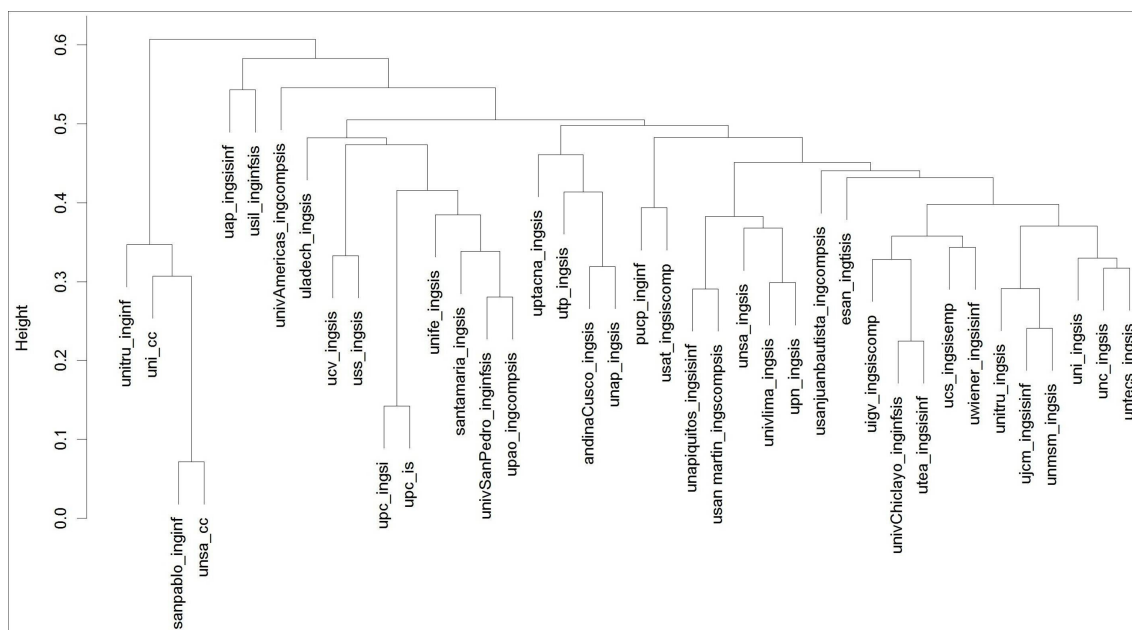 Height
0.6
0.5
0.4
0.3
0.2
0.1
0.0
unitru_inginf
uni_cc
sanpablo_inginf
unsa_cc
uap_ingsisinf
usil_inginfsis
univAmericas_ingcompsis
uladech_ingsis
ucv_ingsis
uss_ingsis
upc_ingsi
upc_is
unife_ingsis
santamaria_ingsis
univSanPedro_inginfsis
upao_ingcompsis
uptacna_ingsis
utp_ingsis
andinaCusco_ingsis
unap_ingsis
pucp_inginf
usat_ingsiscomp
unapiquitos_ingsisinf
usan martin_ingscompsis
unsa_ingsis
univlima_ingsis
upn_ingsis
usanjuanbautista_ingcompsis
esan_ingtisis
uigv_ingsiscomp
univChiclayo_inginfsis
utea_ingsisinf
ucs_ingsisemp
uwiener_ingsisinf
unitru_ingsis
ujcm_ingsisinf
unmsm_ingsis
uni_ingsis
unc_ingsis
untecs_ingsis